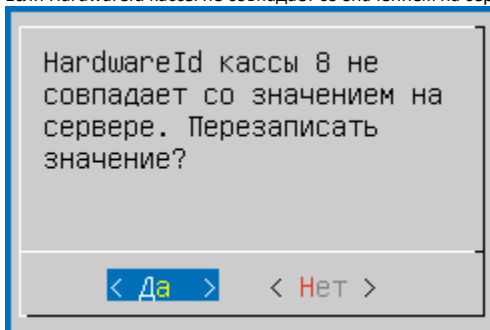 HardwareId кассы 8 не
совпадает со значением на
сервере. Перезаписать
значение?
< Да > < Нет >